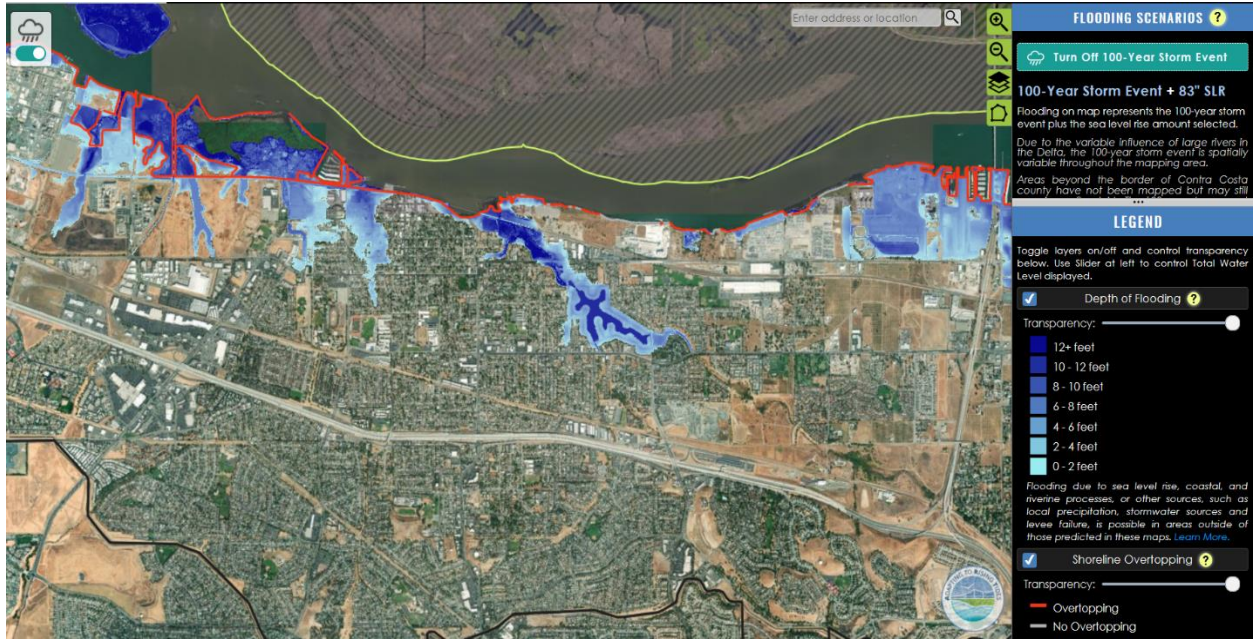 Enter address or location
FLOODING SCENARIOS ?
Turn Off 100-Year Storm Event
100-Year Storm Event + 83" SLR
Flooding on map represents the 100-year storm
event plus the sea level rise amount selected.
Due to the variable influence of large rivers in
the Delta, the 100-year storm event is spatially
variable throughout the mapping area.
Areas beyond the border of Contra Costa
county have not been mapped but may still
LEGEND
Toggle layers on/off and control transparency
below. Use Slider at left to control Total Water
Level displayed.
Depth of Flooding ?
Transparency:
12+ feet
10 - 12 feet
8 - 10 feet
6 - 8 feet
4 - 6 feet
2 - 4 feet
0 - 2 feet
Flooding due to sea level rise, coastal, and
riverine processes, or other sources, such as
local precipitation, stormwater sources and
levee failure, is possible in areas outside of
those predicted in these maps. Learn More.
Shoreline Overtopping ?
Transparency:
Overtopping
No Overtopping
ADAPTING TO RISING TIDES